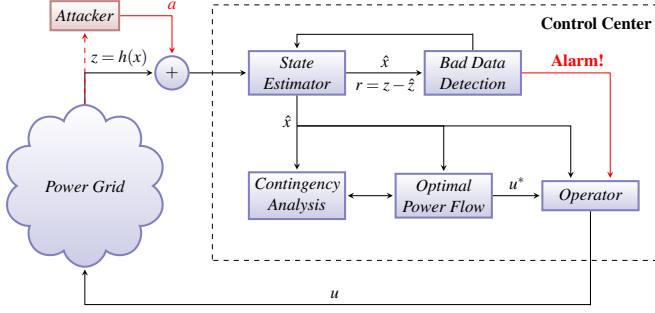 Attacker
a
Control Center
z = h(x)
+
State
Estimator
x̂
r = z − ẑ
Bad Data
Detection
Alarm!
x̂
Power Grid
Contingency
Analysis
Optimal
Power Flow
u*
Operator
u